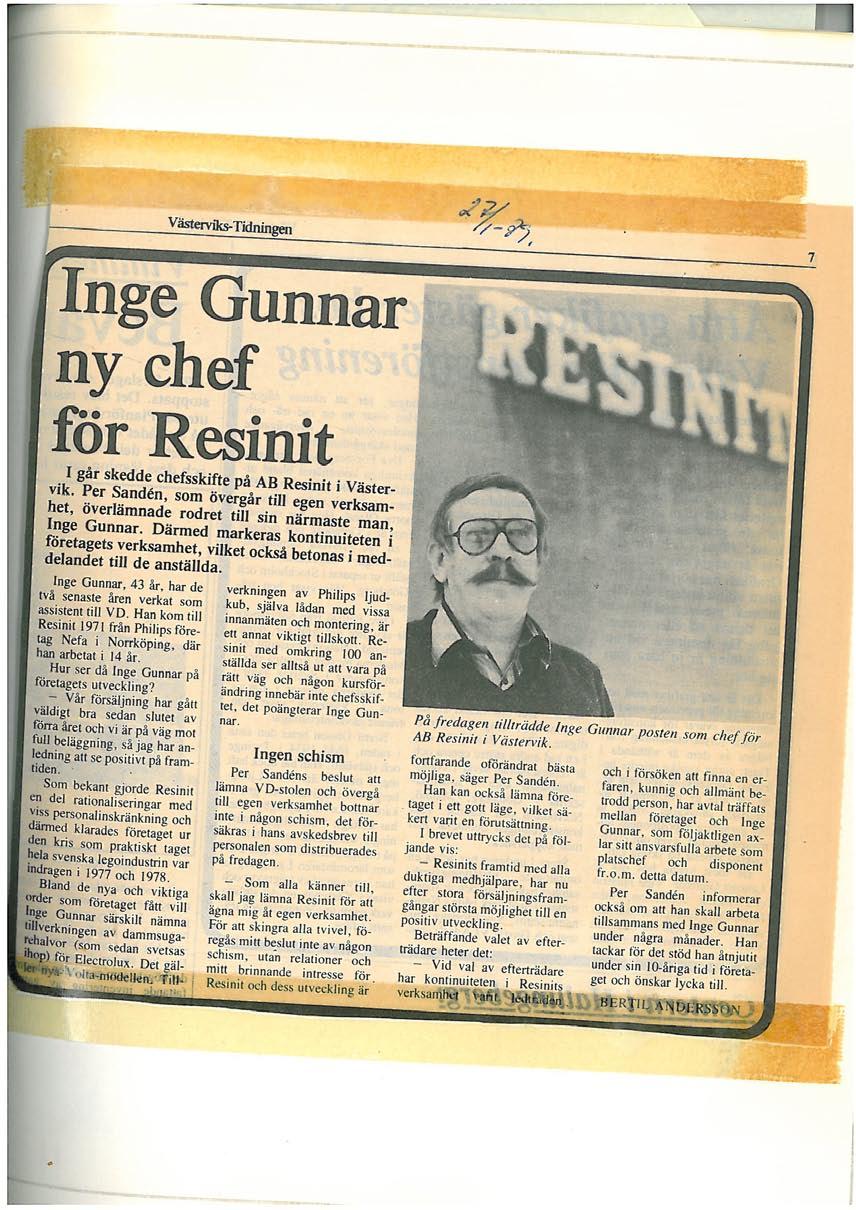 Västerviks-Tidningen
27/1-79.
7
Inge Gunnar
ny chef
för Resinit
I går skedde chefsskifte på AB Resinit i Väster-
vik. Per Sandén, som övergår till egen verksam-
het, överlämnade rodret till sin närmaste man,
Inge Gunnar. Därmed markeras kontinuiteten i
företagets verksamhet, vilket också betonas i med-
delandet till de anställda.
Inge Gunnar, 43 år, har de
två senaste åren verkat som
assistent till VD. Han kom till
Resinit 1971 från Philips före-
tag Nefa i Norrköping, där
han arbetat i 14 år.
Hur ser då Inge Gunnar på
företagets utveckling?
– Vår försäljning har gått
väldigt bra sedan slutet av
förra året och vi är på väg mot
full beläggning, så jag har an-
ledning att se positivt på fram-
tiden.
Som bekant gjorde Resinit
en del rationaliseringar med
viss personalinskränkning och
därmed klarades företaget ur
den kris som praktiskt taget
hela svenska legoindustrin var
indragen i 1977 och 1978.
Bland de nya och viktiga
order som företaget fått vill
Inge Gunnar särskilt nämna
tillverkningen av dammsuga-
rehalvor (som sedan svetsas
ihop) för Electrolux. Det gäl-
ler nya Volta-modellen. Till-
verkningen av Philips ljud-
kub, själva lådan med vissa
innanmäten och montering, är
ett annat viktigt tillskott. Re-
sinit med omkring 100 an-
ställda ser alltså ut att vara på
rätt väg och någon kursför-
ändring innebär inte chefsskif-
tet, det poängterar Inge Gun-
nar.
Ingen schism
Per Sandéns beslut att
lämna VD-stolen och övergå
till egen verksamhet bottnar
inte i någon schism, det för-
säkras i hans avskedsbrev till
personalen som distribuerades
på fredagen.
– Som alla känner till,
skall jag lämna Resinit för att
ägna mig åt egen verksamhet.
För att skingra alla tvivel, fö-
regås mitt beslut inte av någon
schism, utan relationer och
mitt brinnande intresse för
Resinit och dess utveckling är
RESINIT
På fredagen tillträdde Inge Gunnar posten som chef för
AB Resinit i Västervik.
fortfarande oförändrat bästa
möjliga, säger Per Sandén.
Han kan också lämna före-
taget i ett gott läge, vilket sä-
kert varit en förutsättning.
I brevet uttrycks det på föl-
jande vis:
– Resinits framtid med alla
duktiga medhjälpare, har nu
efter stora försäljningsfram-
gångar största möjlighet till en
positiv utveckling.
Beträffande valet av efter-
trädare heter det:
– Vid val av efterträdare
har kontinuiteten i Resinits
verksamhet varit ledtråden
och i försöken att finna en er-
faren, kunnig och allmänt be-
trodd person, har avtal träffats
mellan företaget och Inge
Gunnar, som följaktligen ax-
lar sitt ansvarsfulla arbete som
platschef och disponent
fr.o.m. detta datum.
Per Sandén informerar
också om att han skall arbeta
tillsammans med Inge Gunnar
under några månader. Han
tackar för det stöd han åtnjutit
under sin 10-åriga tid i företa-
get och önskar lycka till.
BERTIL ANDERSSON